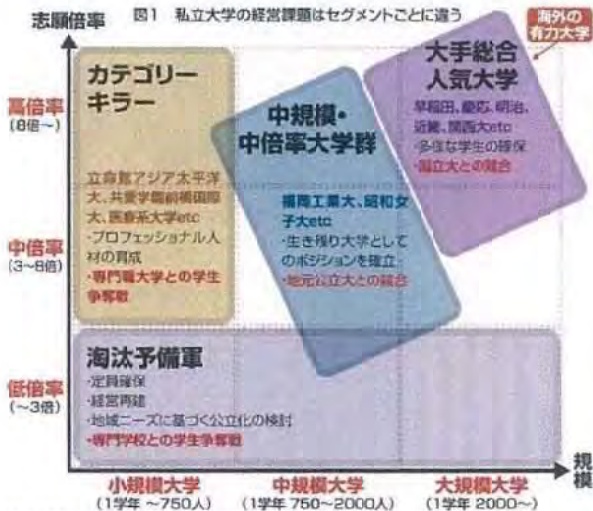 図1 私立大学の経営課題はセグメントごとに違う
志願倍率
海外の
有力大学
カテゴリー
キラー
立命館アジア太平洋
大、共愛学園前橋国際
大、医療系大学etc
・プロフェッショナル人
材の育成
・専門職大学との学生
争奪戦
中規模・
中倍率大学群
福岡工業大、昭和女
子大etc
・生き残り大学として
のポジションを確立
・地元公立大との競合
大手総合
人気大学
早稲田、慶応、明治、
近畿、関西大etc
・多様な学生の確保
・国立大との競合
淘汰予備軍
・定員確保
・経営再建
・地域ニーズに基づく公立化の検討
・専門学校との学生争奪戦
高倍率
(8倍～)
中倍率
(3～8倍)
低倍率
(～3倍)
小規模大学
(1学年 ～750人)
中規模大学
(1学年 750～2000人)
大規模大学
(1学年 2000～)
規模